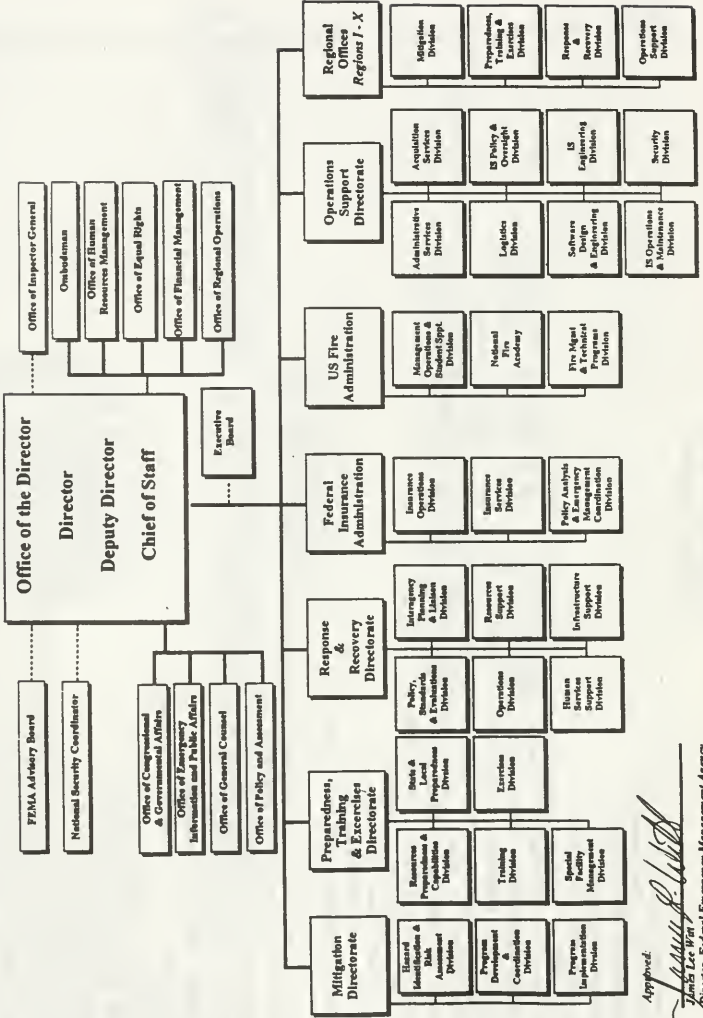 Office of the Director
Director
Deputy Director
Chief of Staff
FEMA Advisory Board
National Security Coordinator
Office of Congressional
& Governmental Affairs
Office of Emergency
Information and Public Affairs
Office of General Counsel
Office of Policy and Assessment
Office of Inspector General
Ombudsman
Office of Human
Resources Management
Office of Equal Rights
Office of Financial Management
Office of Regional Operations
Executive
Board
Mitigation
Directorate
Hazard
Identification &
Risk
Assessment
Division
Program
Development
&
Coordination
Division
Program
Implementation
Division
Preparedness,
Training
& Excercises
Directorate
Resources
Preparedness &
Capabilities
Division
State &
Local
Preparedness
Division
Training
Division
Exercises
Division
Special
Facility
Management
Division
Response
&
Recovery
Directorate
Policy,
Standards
& Evaluations
Division
Interagency
Planning
& Liaison
Division
Operations
Division
Resources
Support
Division
Human
Services
Support
Division
Infrastructure
Support
Division
Federal
Insurance
Administration
Insurance
Operations
Division
Insurance
Services
Division
Policy Analysis
& Emergency
Management
Coordination
Division
US Fire
Administration
Management
Operations &
Student Sppt.
Division
National
Fire
Academy
Fire Mgmt
& Technical
Programs
Division
Operations
Support
Directorate
Administrative
Services
Division
Acquisition
Services
Division
Logistics
Division
IS Policy &
Oversight
Division
Software
Design
& Enginering
Division
IS
Engineering
Division
IS Operations
& Maintenance
Division
Security
Division
Regional
Offices
Regions I - X
Mitigation
Division
Preparedness,
Training &
Exercises
Division
Response
&
Recovery
Division
Operations
Support
Division
Approved:
James Lee Witt
Director, Federal Emergency Management Agency